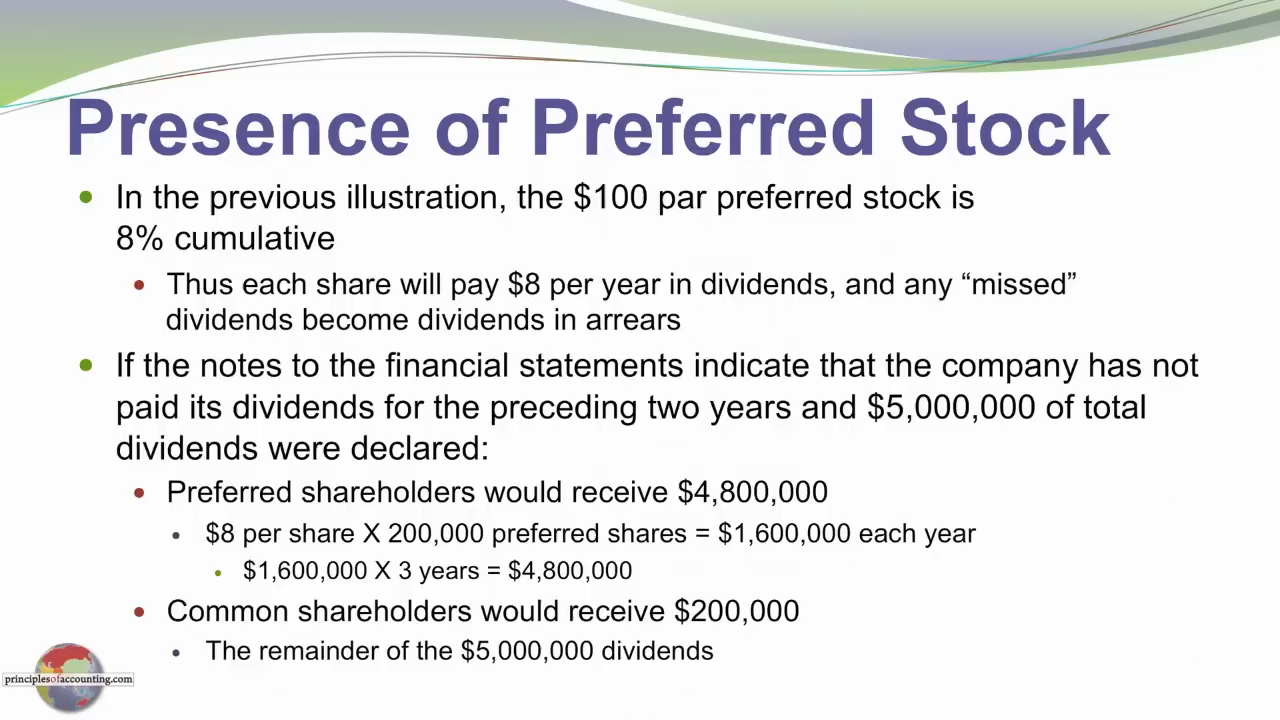 Presence of Preferred Stock
• In the previous illustration, the $100 par preferred stock is
8% cumulative
• Thus each share will pay $8 per year in dividends, and any “missed”
dividends become dividends in arrears
• If the notes to the financial statements indicate that the company has not
paid its dividends for the preceding two years and $5,000,000 of total
dividends were declared:
• Preferred shareholders would receive $4,800,000
• $8 per share X 200,000 preferred shares = $1,600,000 each year
• $1,600,000 X 3 years = $4,800,000
• Common shareholders would receive $200,000
• The remainder of the $5,000,000 dividends
principlesofaccounting.com